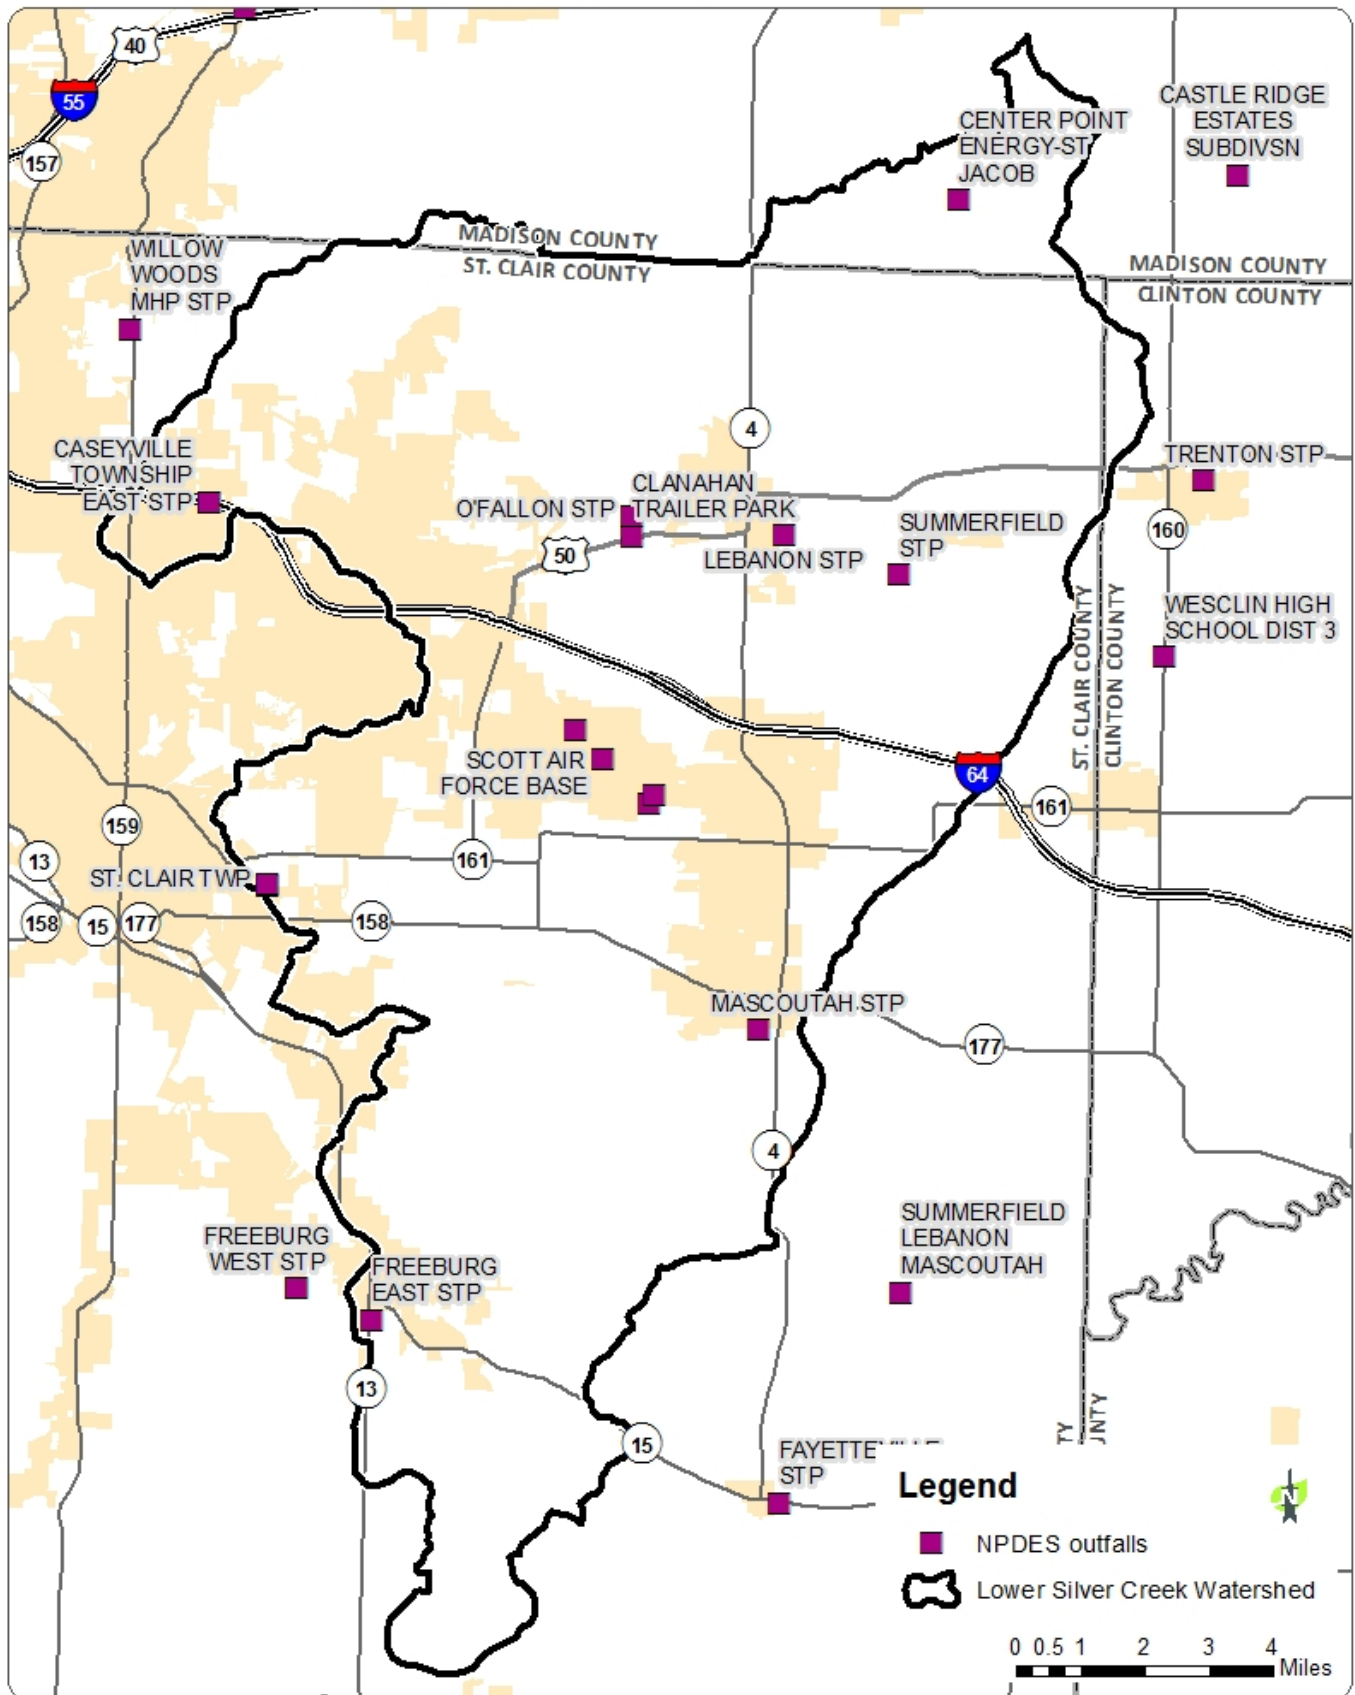 40
55
157
CENTER POINT
ENERGY-ST
JACOB
CASTLE RIDGE
ESTATES
SUBDIVSN
MADISON COUNTY
ST. CLAIR COUNTY
WILLOW
WOODS
MHP STP
MADISON COUNTY
CLINTON COUNTY
4
CASEYVILLE
TOWNSHIP
EAST STP
O'FALLON STP
CLANAHAN
TRAILER PARK
LEBANON STP
50
SUMMERFIELD
STP
TRENTON STP
160
WESCLIN HIGH
SCHOOL DIST 3
ST. CLAIR COUNTY
CLINTON COUNTY
SCOTT AIR
FORCE BASE
64
161
159
13
161
ST. CLAIR TWP
158
15
177
158
MASCOUTAH STP
177
4
SUMMERFIELD
LEBANON
MASCOUTAH
FREEBURG
WEST STP
FREEBURG
EAST STP
13
15
TY
UNTY
FAYETTEVILLE
STP
Legend
N
NPDES outfalls
Lower Silver Creek Watershed
0 0.5 1 2 3 4
Miles